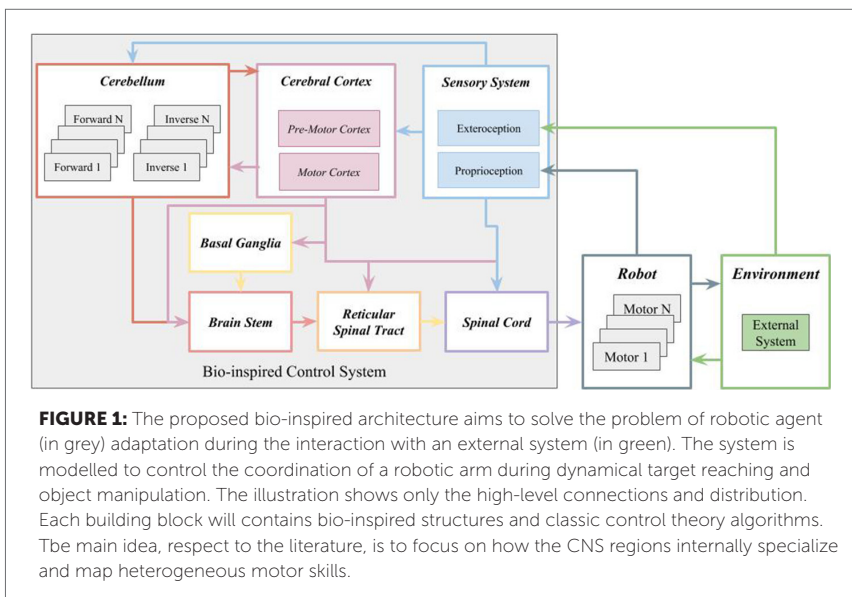 Cerebellum
Cerebral Cortex
Sensory System
Forward N
Inverse N
Forward 1
Inverse 1
Pre-Motor Cortex
Motor Cortex
Exteroception
Proprioception
Basal Ganglia
Brain Stem
Reticular
Spinal Tract
Spinal Cord
Robot
Motor N
Motor 1
Environment
External
System
Bio-inspired Control System
FIGURE 1: The proposed bio-inspired architecture aims to solve the problem of robotic agent
(in grey) adaptation during the interaction with an external system (in green). The system is
modelled to control the coordination of a robotic arm during dynamical target reaching and
object manipulation. The illustration shows only the high-level connections and distribution.
Each building block will contains bio-inspired structures and classic control theory algorithms.
Tbe main idea, respect to the literature, is to focus on how the CNS regions internally specialize
and map heterogeneous motor skills.